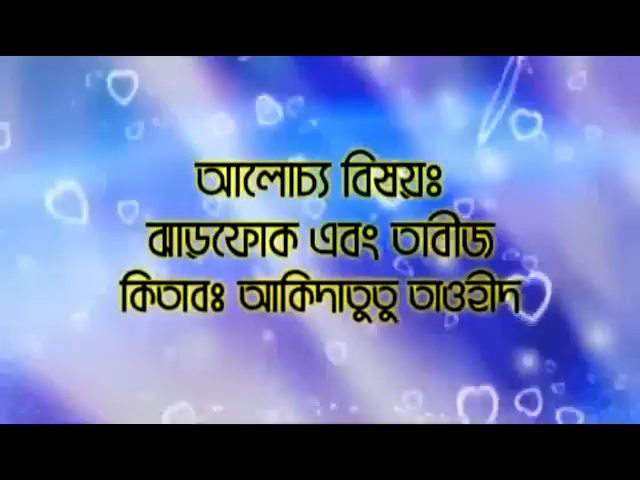 আলোচ্য বিষয়ঃ
ঝাড়ফোক এবং তাবীজ
কিতাবঃ আকিদাতুতু তাওহীদ